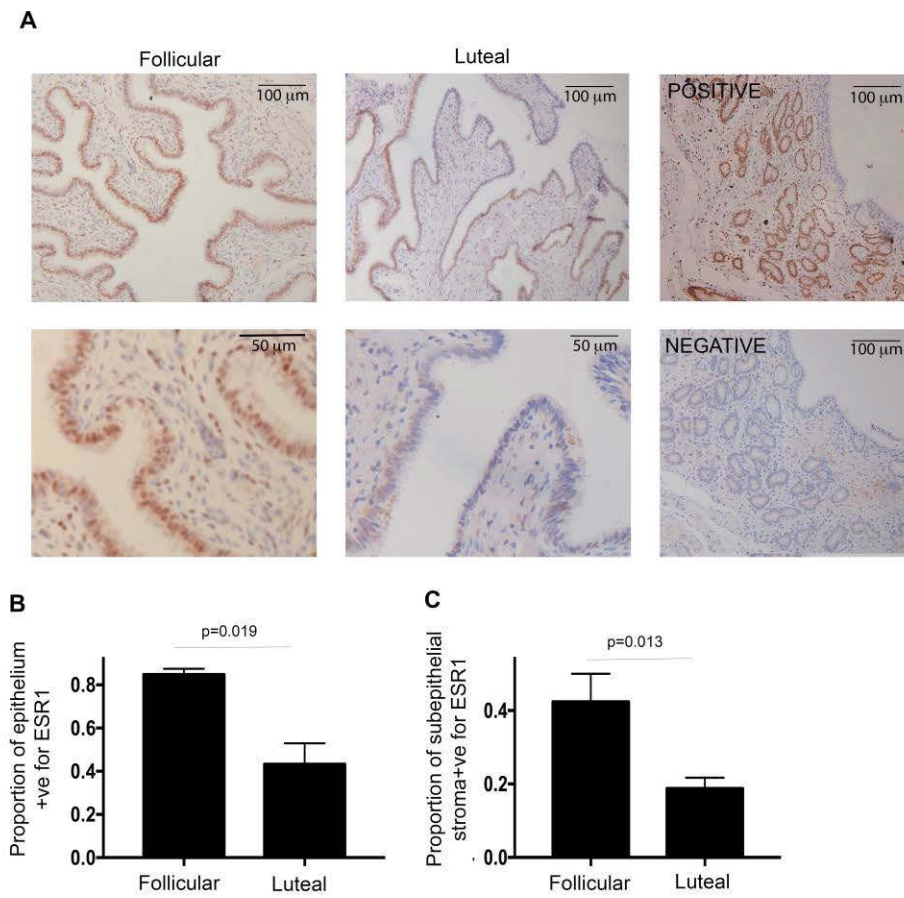 A
Follicular
Luteal
100 μm
100 μm
POSITIVE
100 μm
50 μm
50 μm
NEGATIVE
100 μm
B
p=0.019
Proportion of epithelium
+ve for ESR1
0.8
0.6
0.4
0.2
0.0
Follicular
Luteal
C
p=0.013
Proportion of subepithelial
stroma+ve for ESR1
0.4
0.2
0.0
Follicular
Luteal